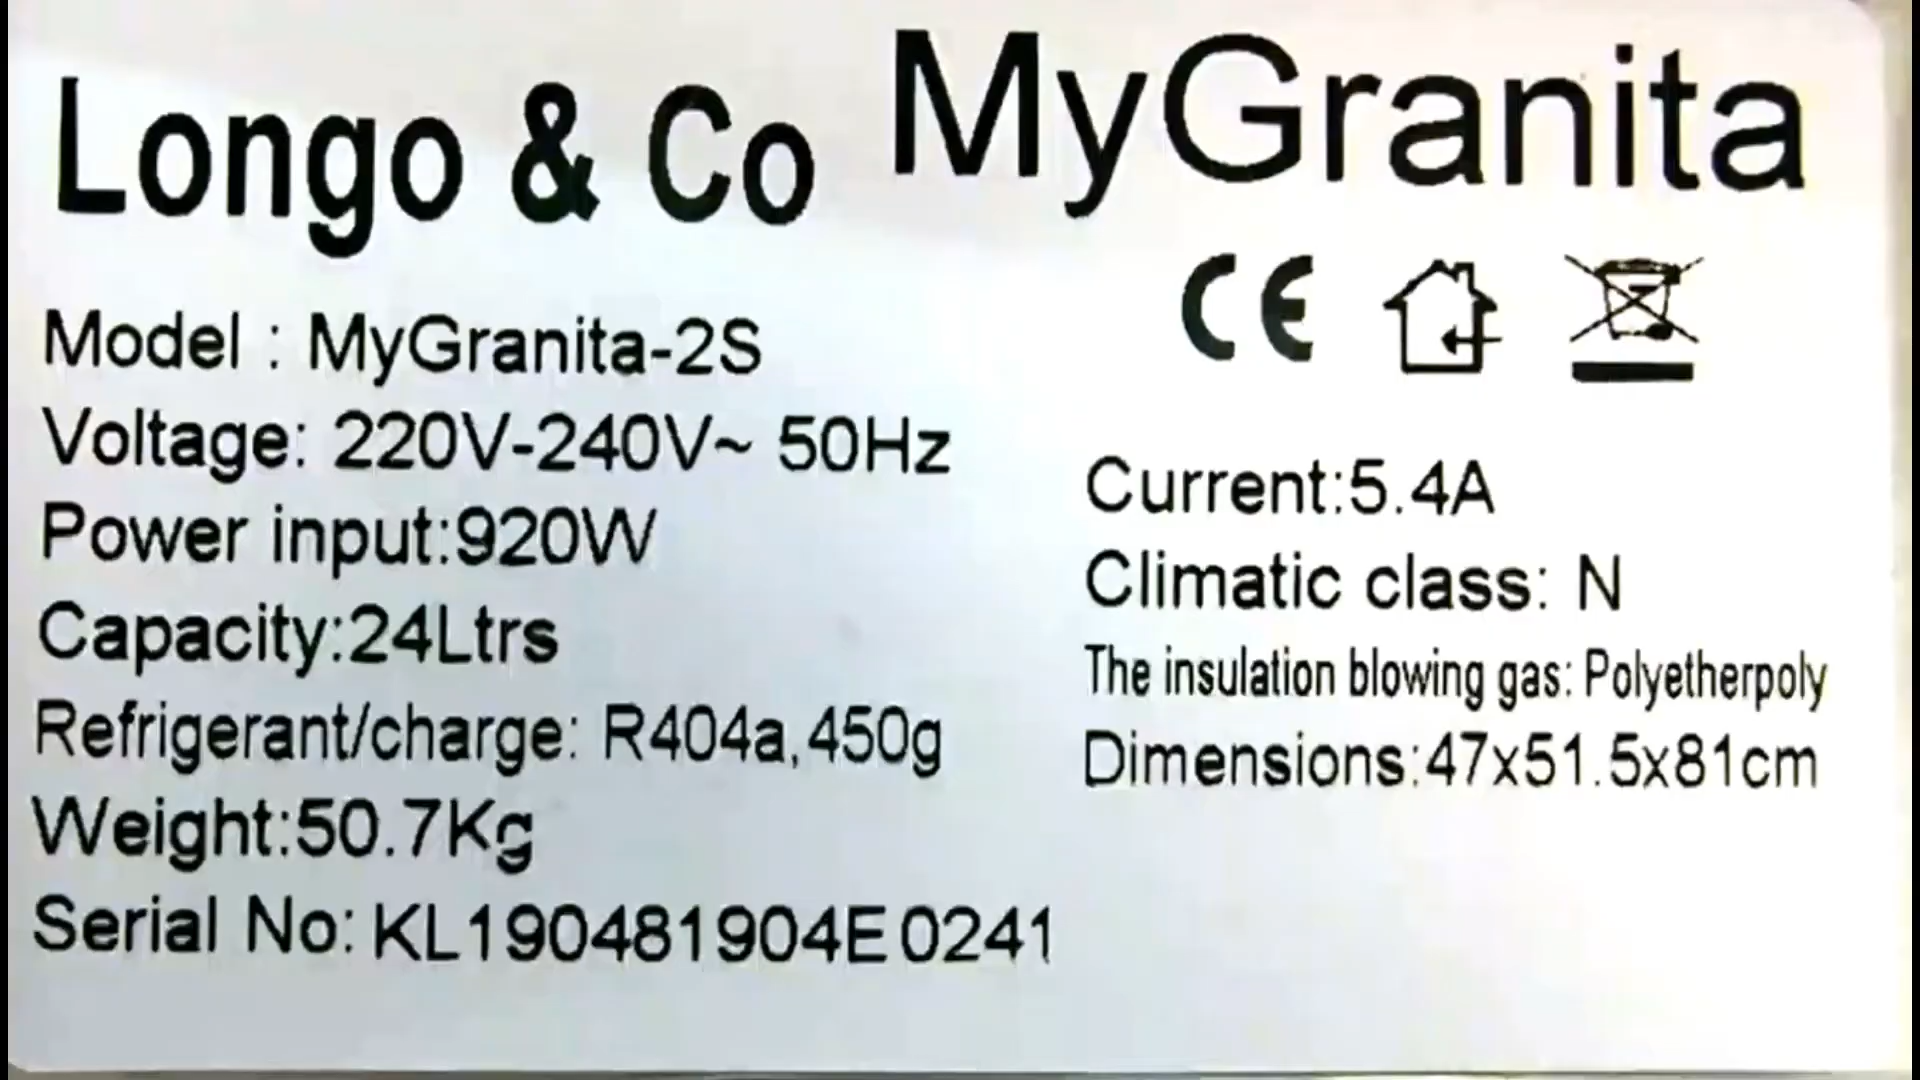 Longo & Co MyGranita
CE
Model : MyGranita-2S
Voltage: 220V-240V~ 50Hz
Power input:920W
Capacity:24Ltrs
Refrigerant/charge: R404a,450g
Weight:50.7Kg
Serial No: KL190481904E0241
Current:5.4A
Climatic class: N
The insulation blowing gas: Polyetherpoly
Dimensions:47x51.5x81cm